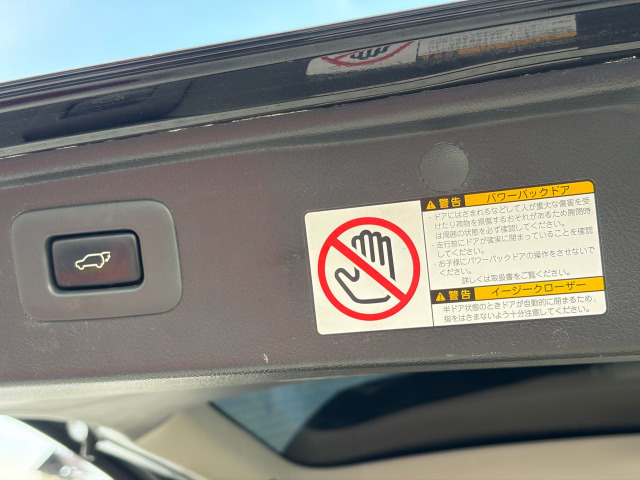 警告 パワーバックドア
・ドアにはさまれるなどして人が重大な傷害を受
けたり荷物を損傷するおそれがあるため開閉時
は周囲の状態を必ず確認してください。
・走行前にドアが確実に閉まっていることを確認
してください。
・お子様にパワーバックドアの操作をさせないで
ください。
詳しくは取扱書をご覧ください。
警告 イージークローザー
半ドア状態のときドアが自動的に閉まるため、
指をはさまないよう十分注意してください。